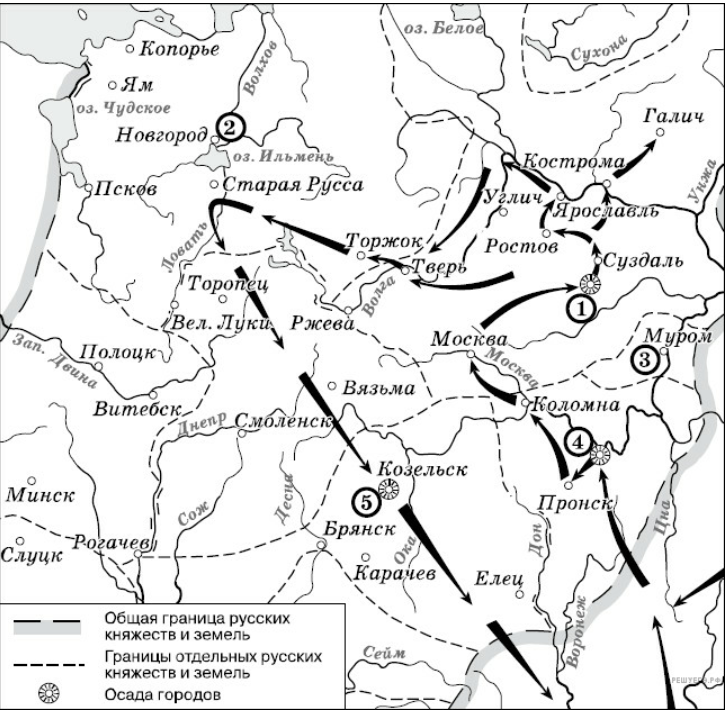 оз. Белое
Сухона
Копорье
Волхов
Ям
оз. Чудское
Галич
Новгород
2
оз. Ильмень
Кострома
Псков
Старая Русса
Углич
Ярославль
Унжа
Ловать
Торжок
Ростов
Тверь
Суздаль
Торопец
Волга
1
Вел. Луки
Ржева
Москва
Муром
Зап. Двина
Полоцк
Москва
3
Вязьма
Витебск
Коломна
Днепр
Смоленск
4
Козельск
Минск
Десна
5
Пронск
Сож
Цна
Брянск
Дон
Слуцк
Рогачев
Ока
Карачев
Елец
Воронеж
Сейм
Общая граница русских
княжеств и земель
Границы отдельных русских
княжеств и земель
Осада городов
РЕШУЕГЭ.РФ